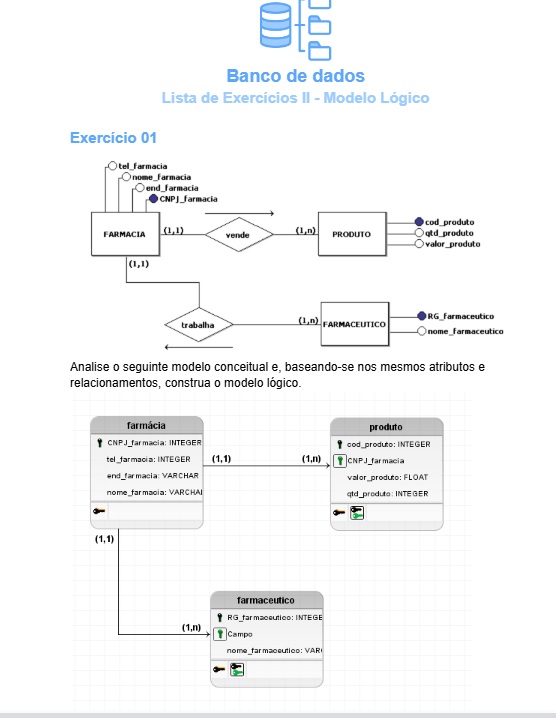 Banco de dados
Lista de Exercícios II - Modelo Lógico
Exercício 01
tel_farmacia
nome_farmacia
end_farmacia
CNPJ_farmacia
FARMACIA
(1,1)
vende
(1,n)
PRODUTO
cod_produto
qtd_produto
valor_produto
(1,1)
trabalha
(1,n)
FARMACEUTICO
RG_farmaceutico
nome_farmaceutico
Analise o seguinte modelo conceitual e, baseando-se nos mesmos atributos e
relacionamentos, construa o modelo lógico.
farmácia
CNPJ_farmacia: INTEGER
tel_farmacia: INTEGER
end_farmacia: VARCHAR
nome_farmacia: VARCHAI
(1,1)
(1,n)
produto
cod_produto: INTEGER
CNPJ_farmacia
valor_produto: FLOAT
qtd_produto: INTEGER
(1,1)
(1,n)
farmaceutico
RG_farmaceutico: INTEGE
Campo
nome_farmaceutico: VARI